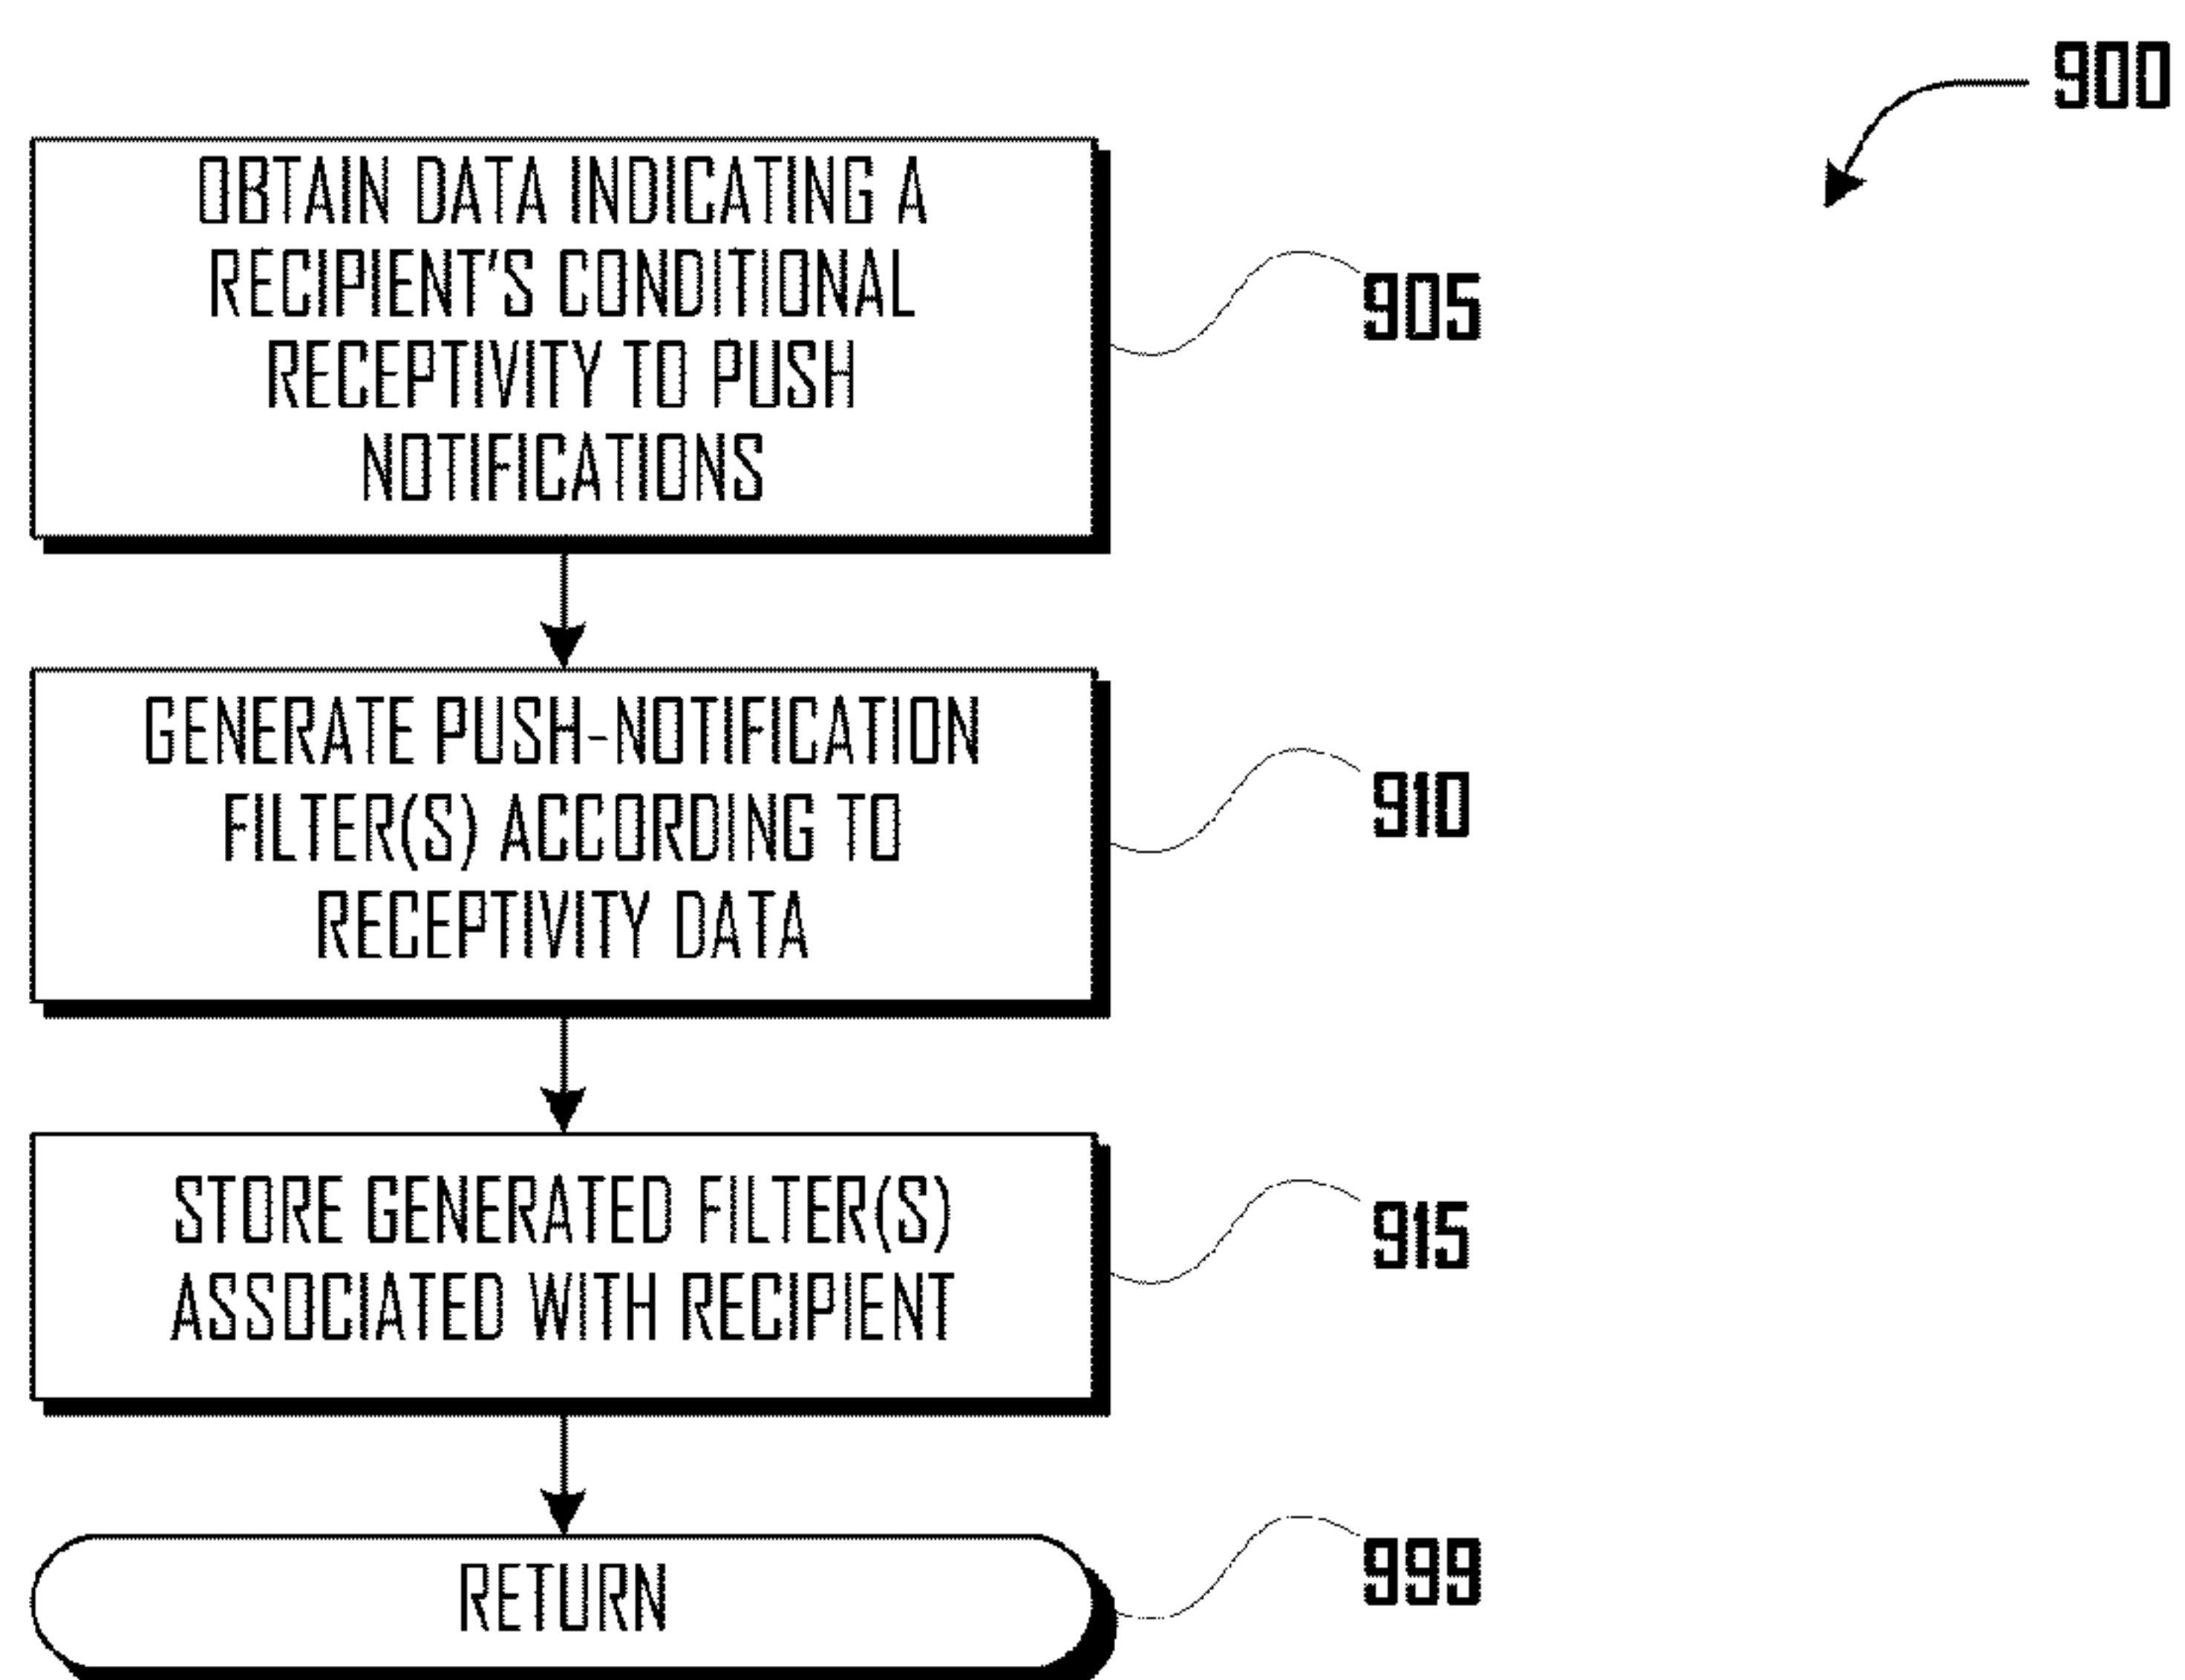 900
OBTAIN DATA INDICATING A
RECIPIENT'S CONDITIONAL
RECEPTIVITY TO PUSH
NOTIFICATIONS
905
GENERATE PUSH-NOTIFICATION
FILTER(S) ACCORDING TO
RECEPTIVITY DATA
910
STORE GENERATED FILTER(S)
ASSOCIATED WITH RECIPIENT
915
RETURN
999